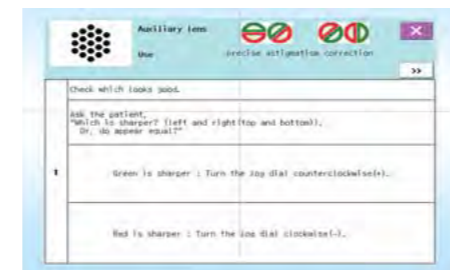 Auxiliary lens
Use precise astigmation correction
>>
Check which looks good.
Ask the patient,
"Which is sharper? (left and right(top and bottom)).
Or, do appear equal?"
1
Green is sharper : Turn the jog dial counterclockwise(+).
Red is sharper : Turn the jog dial clockwise(-).